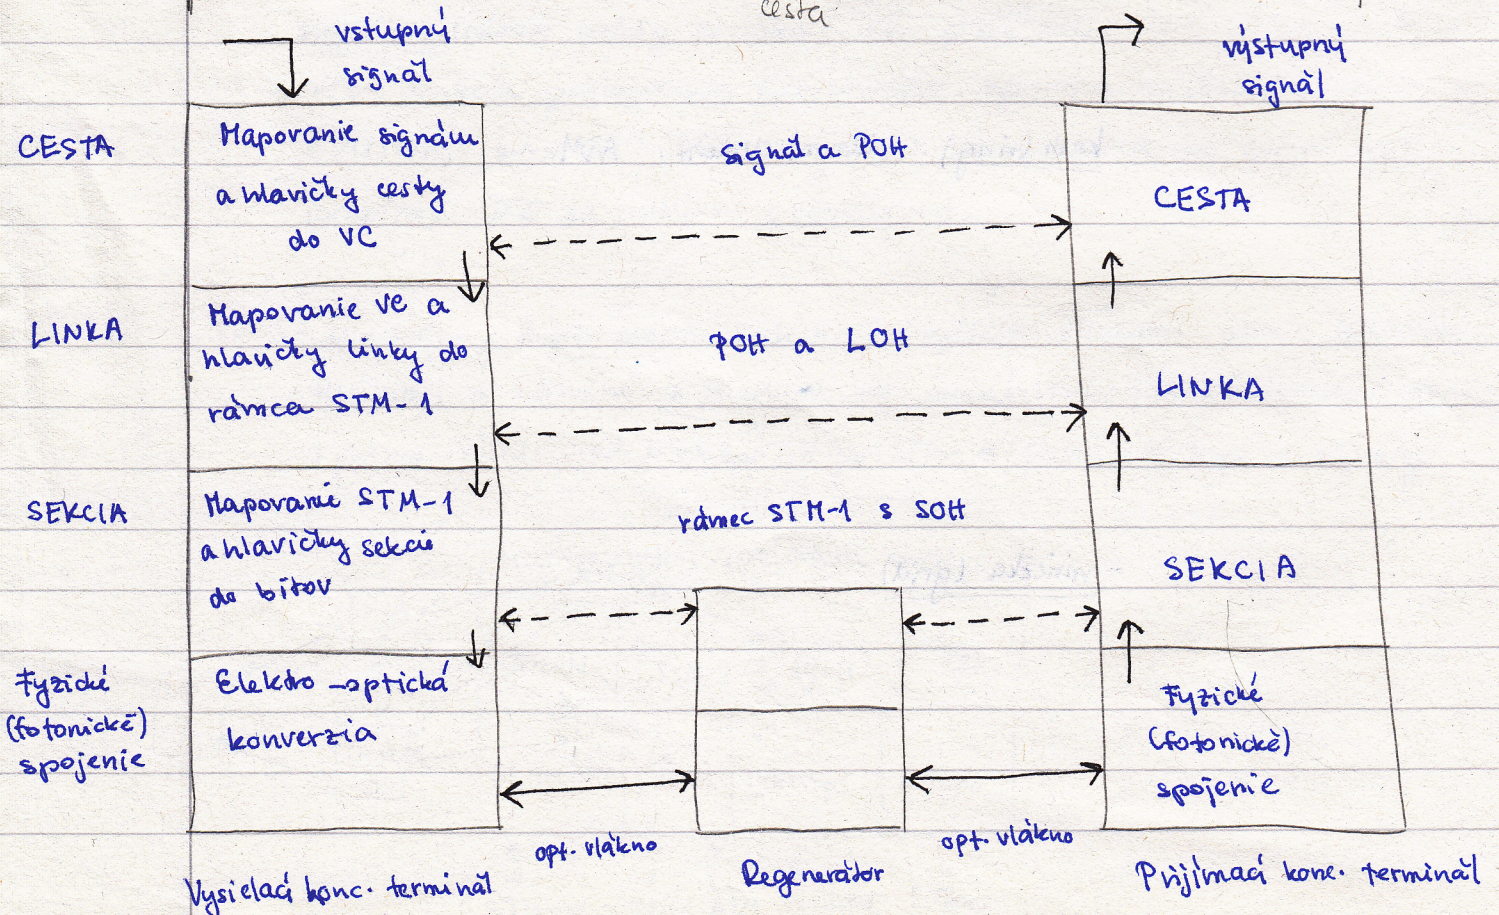 cesta
vstupný
signál
výstupný
signál
CESTA
Mapovanie signálu
a hlavičky cesty
do VC
signál a POH
CESTA
LINKA
Mapovanie VC a
hlavičky linky do
rámca STM-1
POH a LOH
LINKA
SEKCIA
Mapovanie STM-1
a hlavičky sekcie
do bitov
rámec STM-1 s SOH
SEKCIA
Fyzické
(fotonické)
spojenie
Elektro-optická
konverzia
Fyzické
(fotonické)
spojenie
opt. vlákno
opt. vlákno
Vysielací konc. terminál
Regenerátor
Prijímací konc. terminál